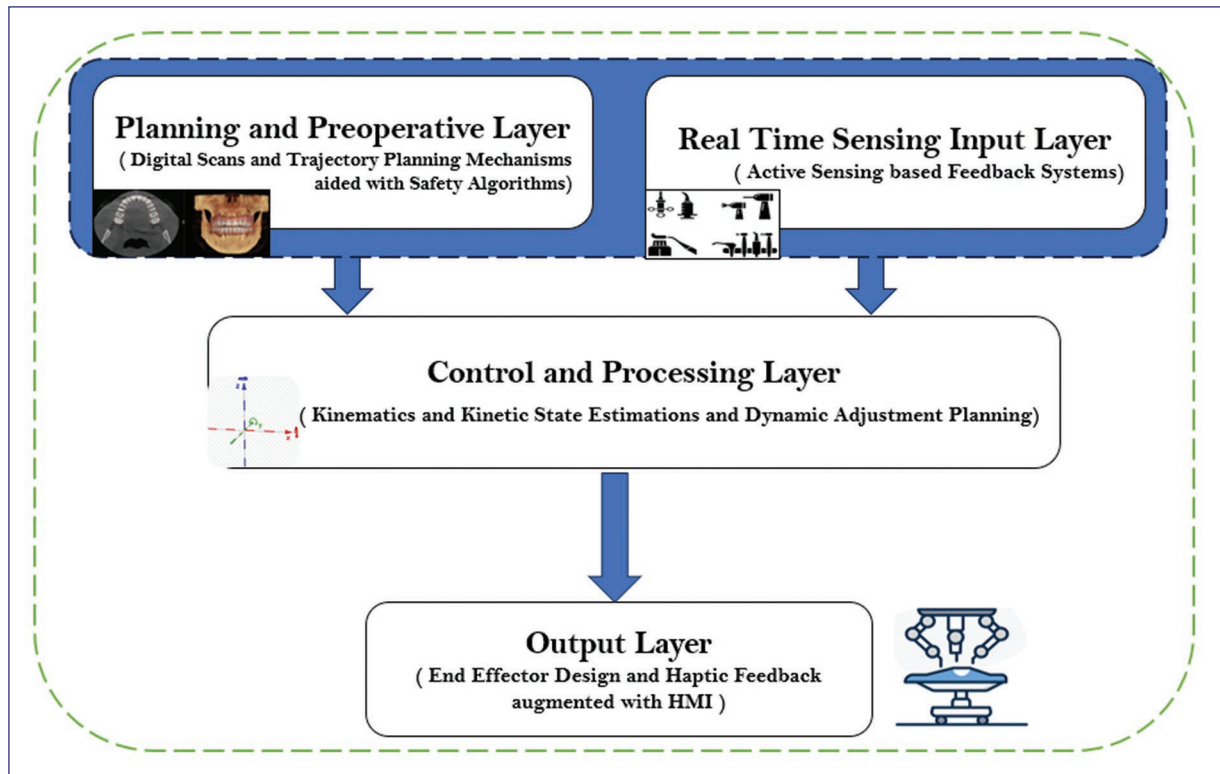 Planning and Preoperative Layer
( Digital Scans and Trajectory Planning Mechanisms
aided with Safety Algorithms)
Real Time Sensing Input Layer
( Active Sensing based Feedback Systems)
Control and Processing Layer
( Kinematics and Kinetic State Estimations and Dynamic Adjustment Planning)
Output Layer
( End Effector Design and Haptic Feedback
augmented with HMI )